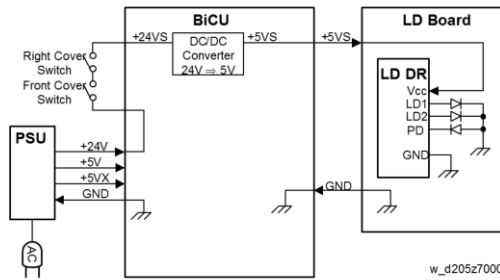 BiCU
LD Board
+24VS
DC/DC
Converter
24V ⇒ 5V
+5VS
+5VS
Right Cover
Switch
Front Cover
Switch
LD DR
Vcc
LD1
LD2
PD
GND
PSU
+24V
+5V
+5VX
GND
GND
AC
w_d205z7000